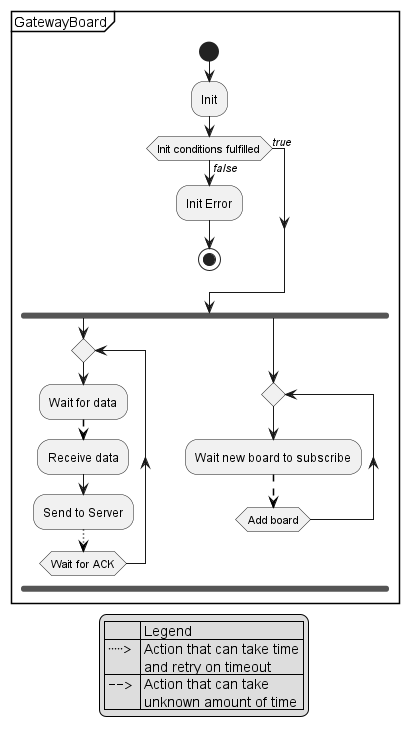 GatewayBoard
Init
Init conditions fulfilled
true
false
Init Error
Wait for data
Receive data
Send to Server
Wait for ACK
Wait new board to subscribe
Add board
Legend
·····> Action that can take time
and retry on timeout
--> Action that can take
unknown amount of time